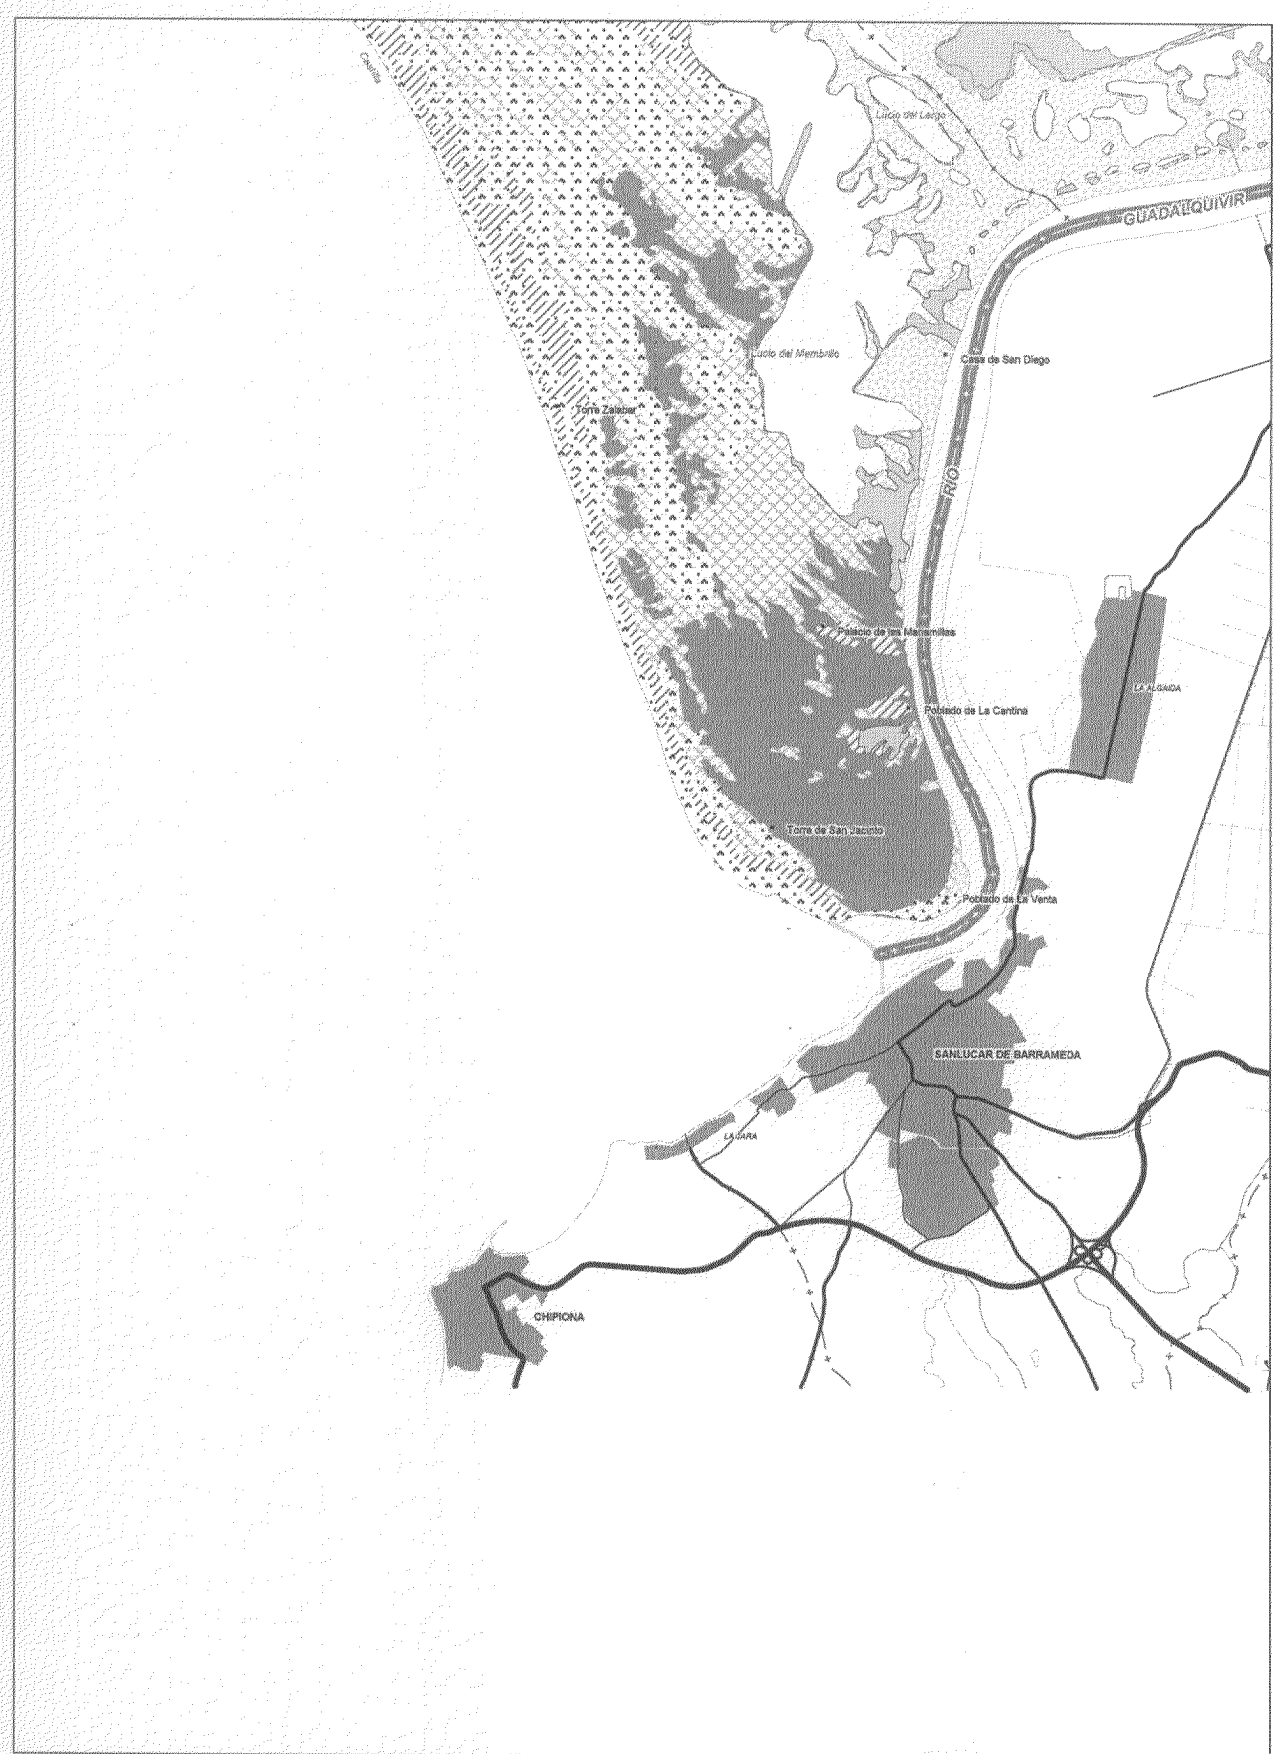 Lucio del Largo
GUADALQUIVIR
Lucio del Membrillo
Casa de San Diego
Torre Zalabar
RIO
Palacio de las Marismillas
LA ALGAIDA
Poblado de La Cantina
Torre de San Jacinto
Poblado de La Venta
SANLUCAR DE BARRAMEDA
LA JARA
CHIPIONA